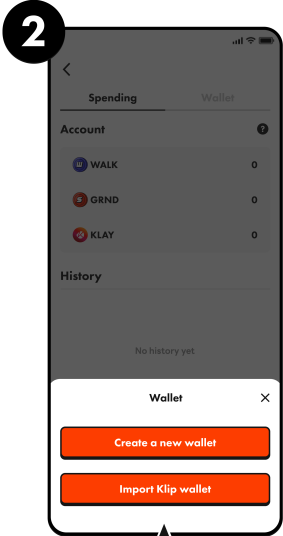 2
Spending Wallet
Account ?
WALK 0
GRND 0
KLAY 0
History
No history yet
Wallet ×
Create a new wallet
Import Klip wallet